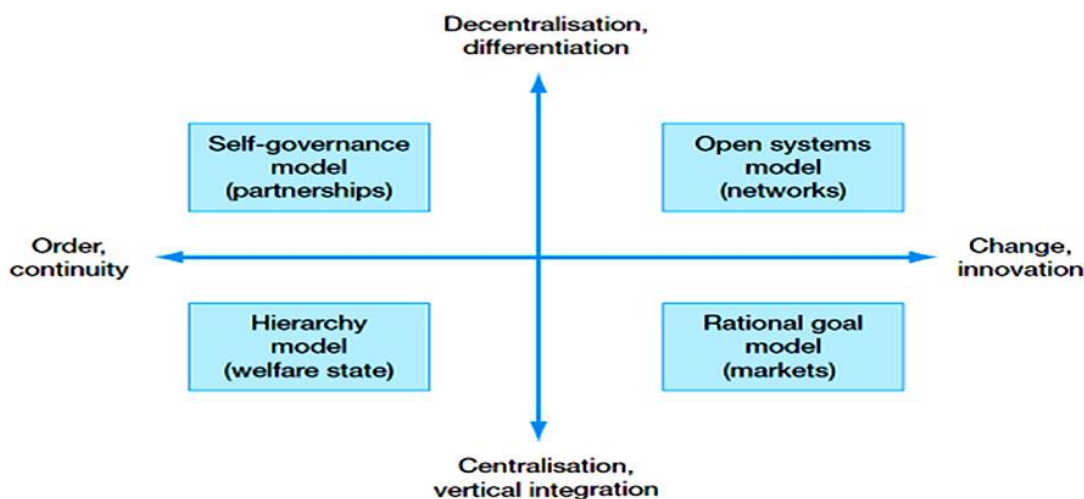 Decentralisation,
differentiation
Self-governance
model
(partnerships)
Open systems
model
(networks)
Order,
continuity
Change,
innovation
Hierarchy
model
(welfare state)
Rational goal
model
(markets)
Centralisation,
vertical integration